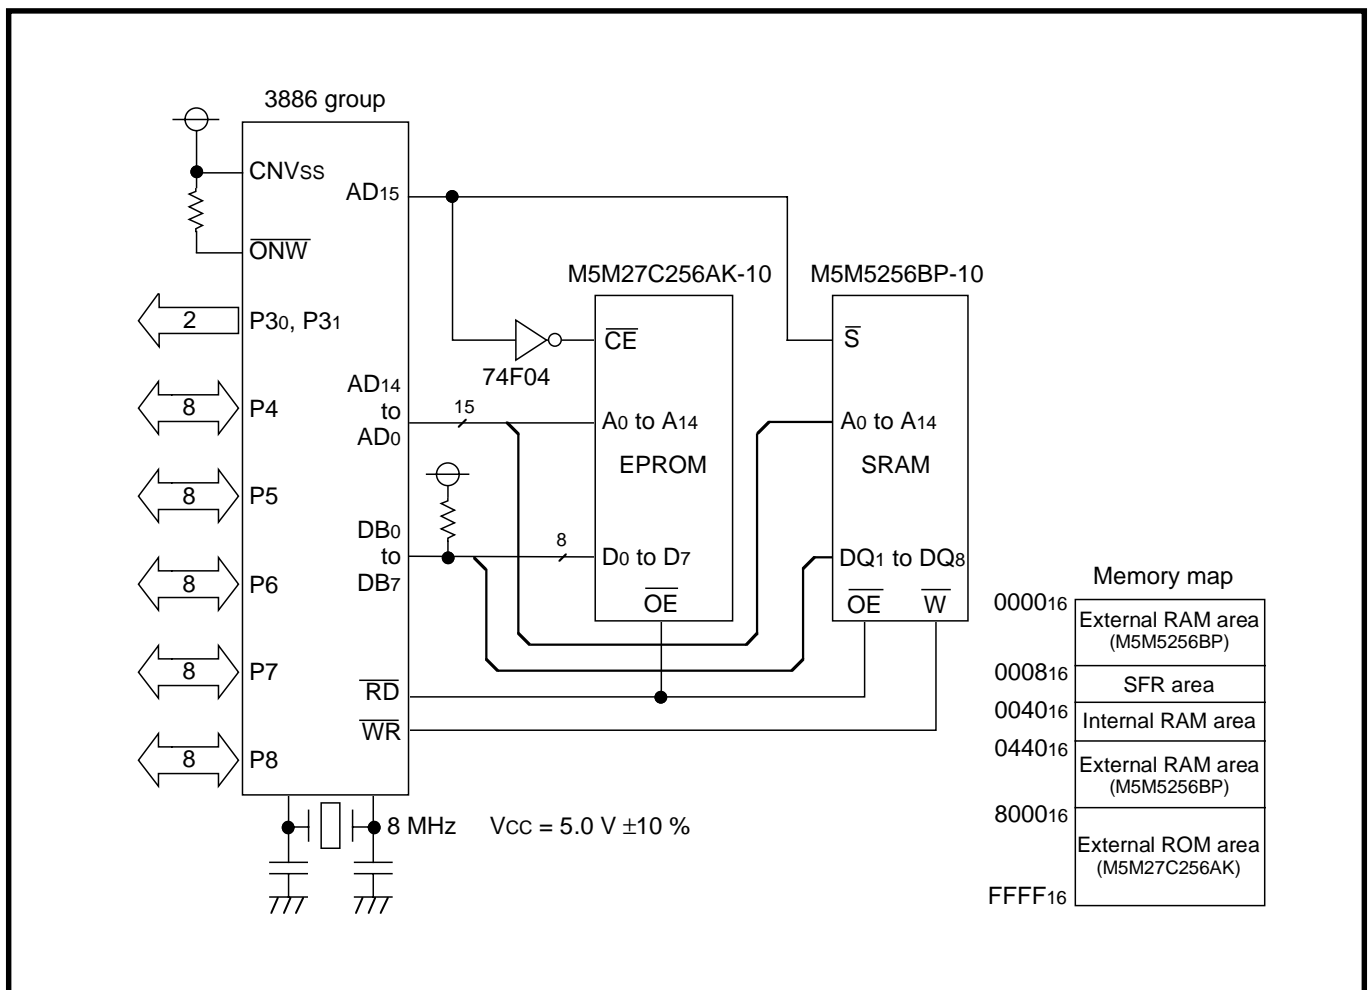 3886 group
CNVSS
AD15
ONW
M5M27C256AK-10
M5M5256BP-10
2
P30, P31
CE
S
74F04
8
P4
AD14
to
AD0
15
A0 to A14
A0 to A14
EPROM
SRAM
8
P5
DB0
to
DB7
8
D0 to D7
DQ1 to DQ8
OE
OE
W
8
P6
8
P7
RD
WR
8
P8
8 MHz
VCC = 5.0 V ±10 %
Memory map
000016
External RAM area
(M5M5256BP)
000816
SFR area
004016
Internal RAM area
044016
External RAM area
(M5M5256BP)
800016
External ROM area
(M5M27C256AK)
FFFF16